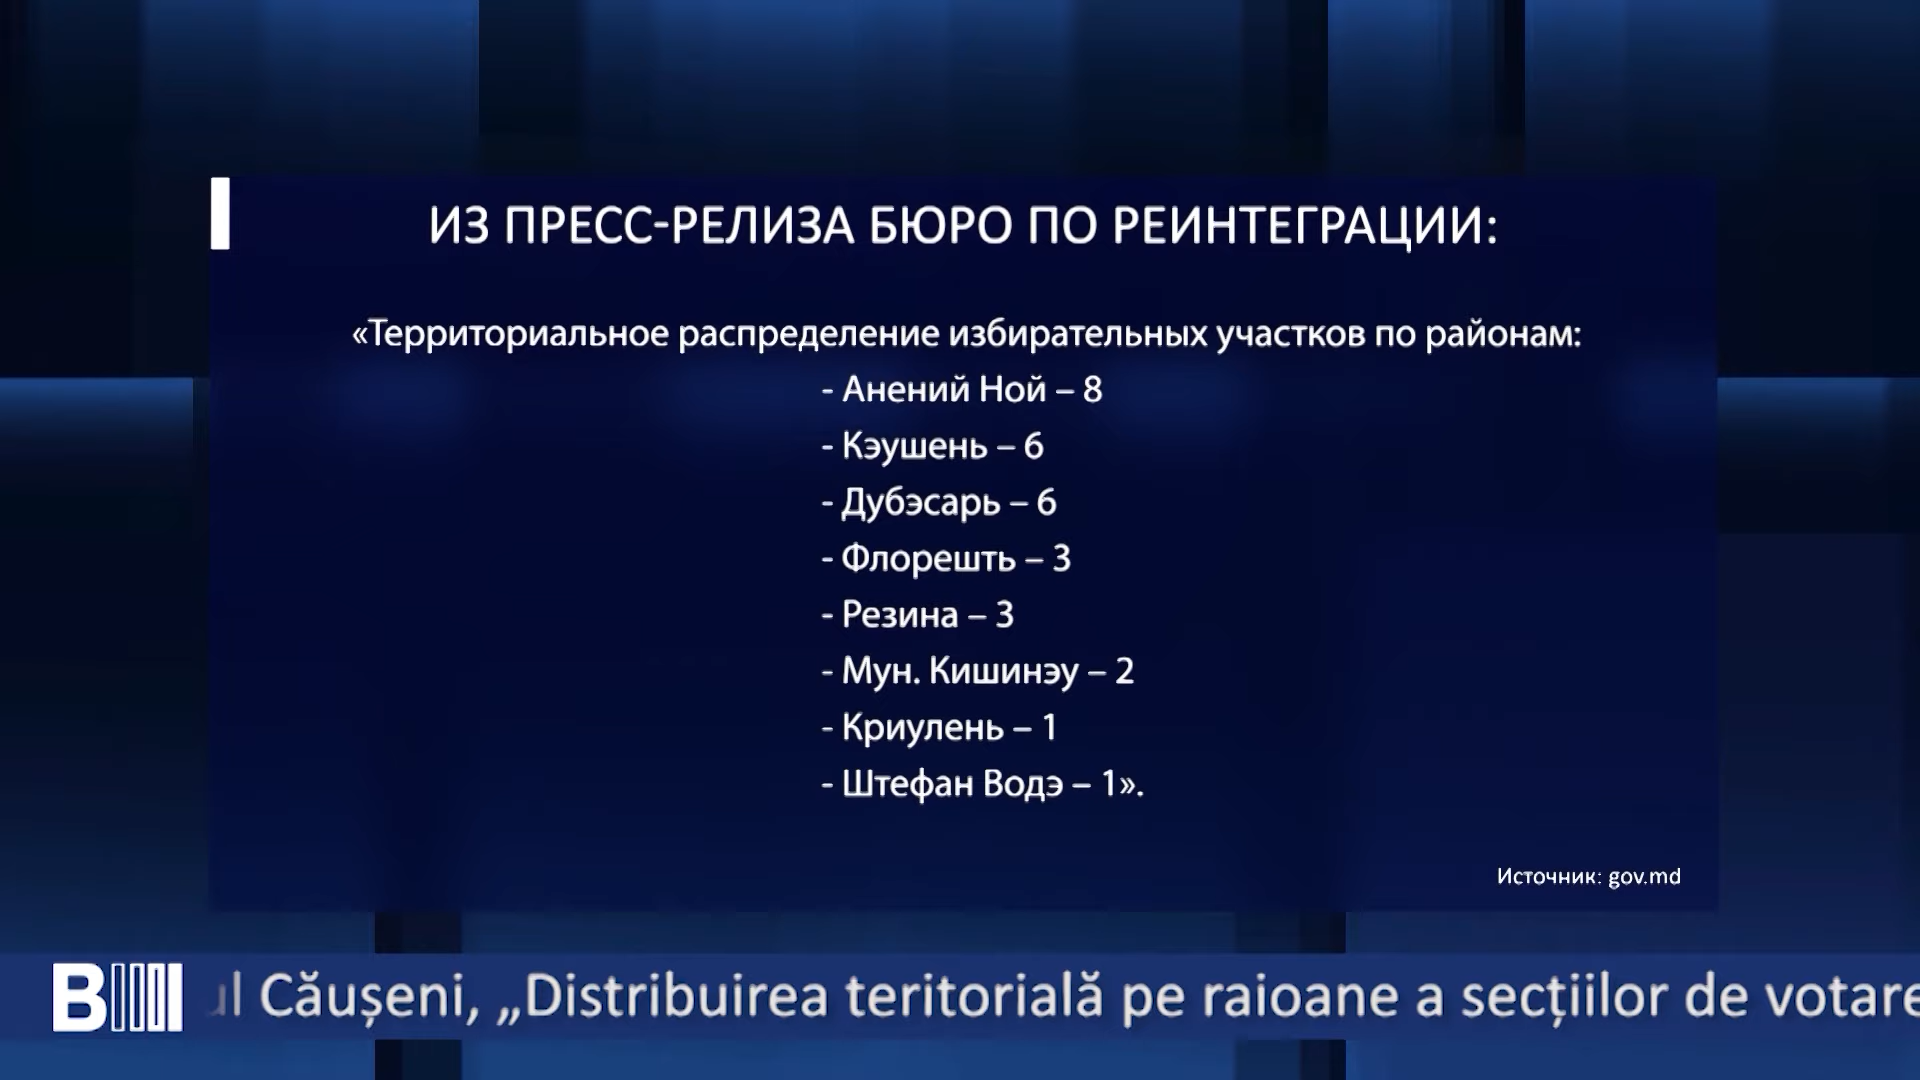 ИЗ ПРЕСС-РЕЛИЗА БЮРО ПО РЕИНТЕГРАЦИИ:
«Территориальное распределение избирательных участков по районам:
- Анений Ной – 8
- Кэушень – 6
- Дубэсарь – 6
- Флорешть – 3
- Резина – 3
- Мун. Кишинэу – 2
- Криулень – 1
- Штефан Водэ – 1».
Источник: gov.md
B ul Căușeni, „Distribuirea teritorială pe raioane a secțiilor de votare